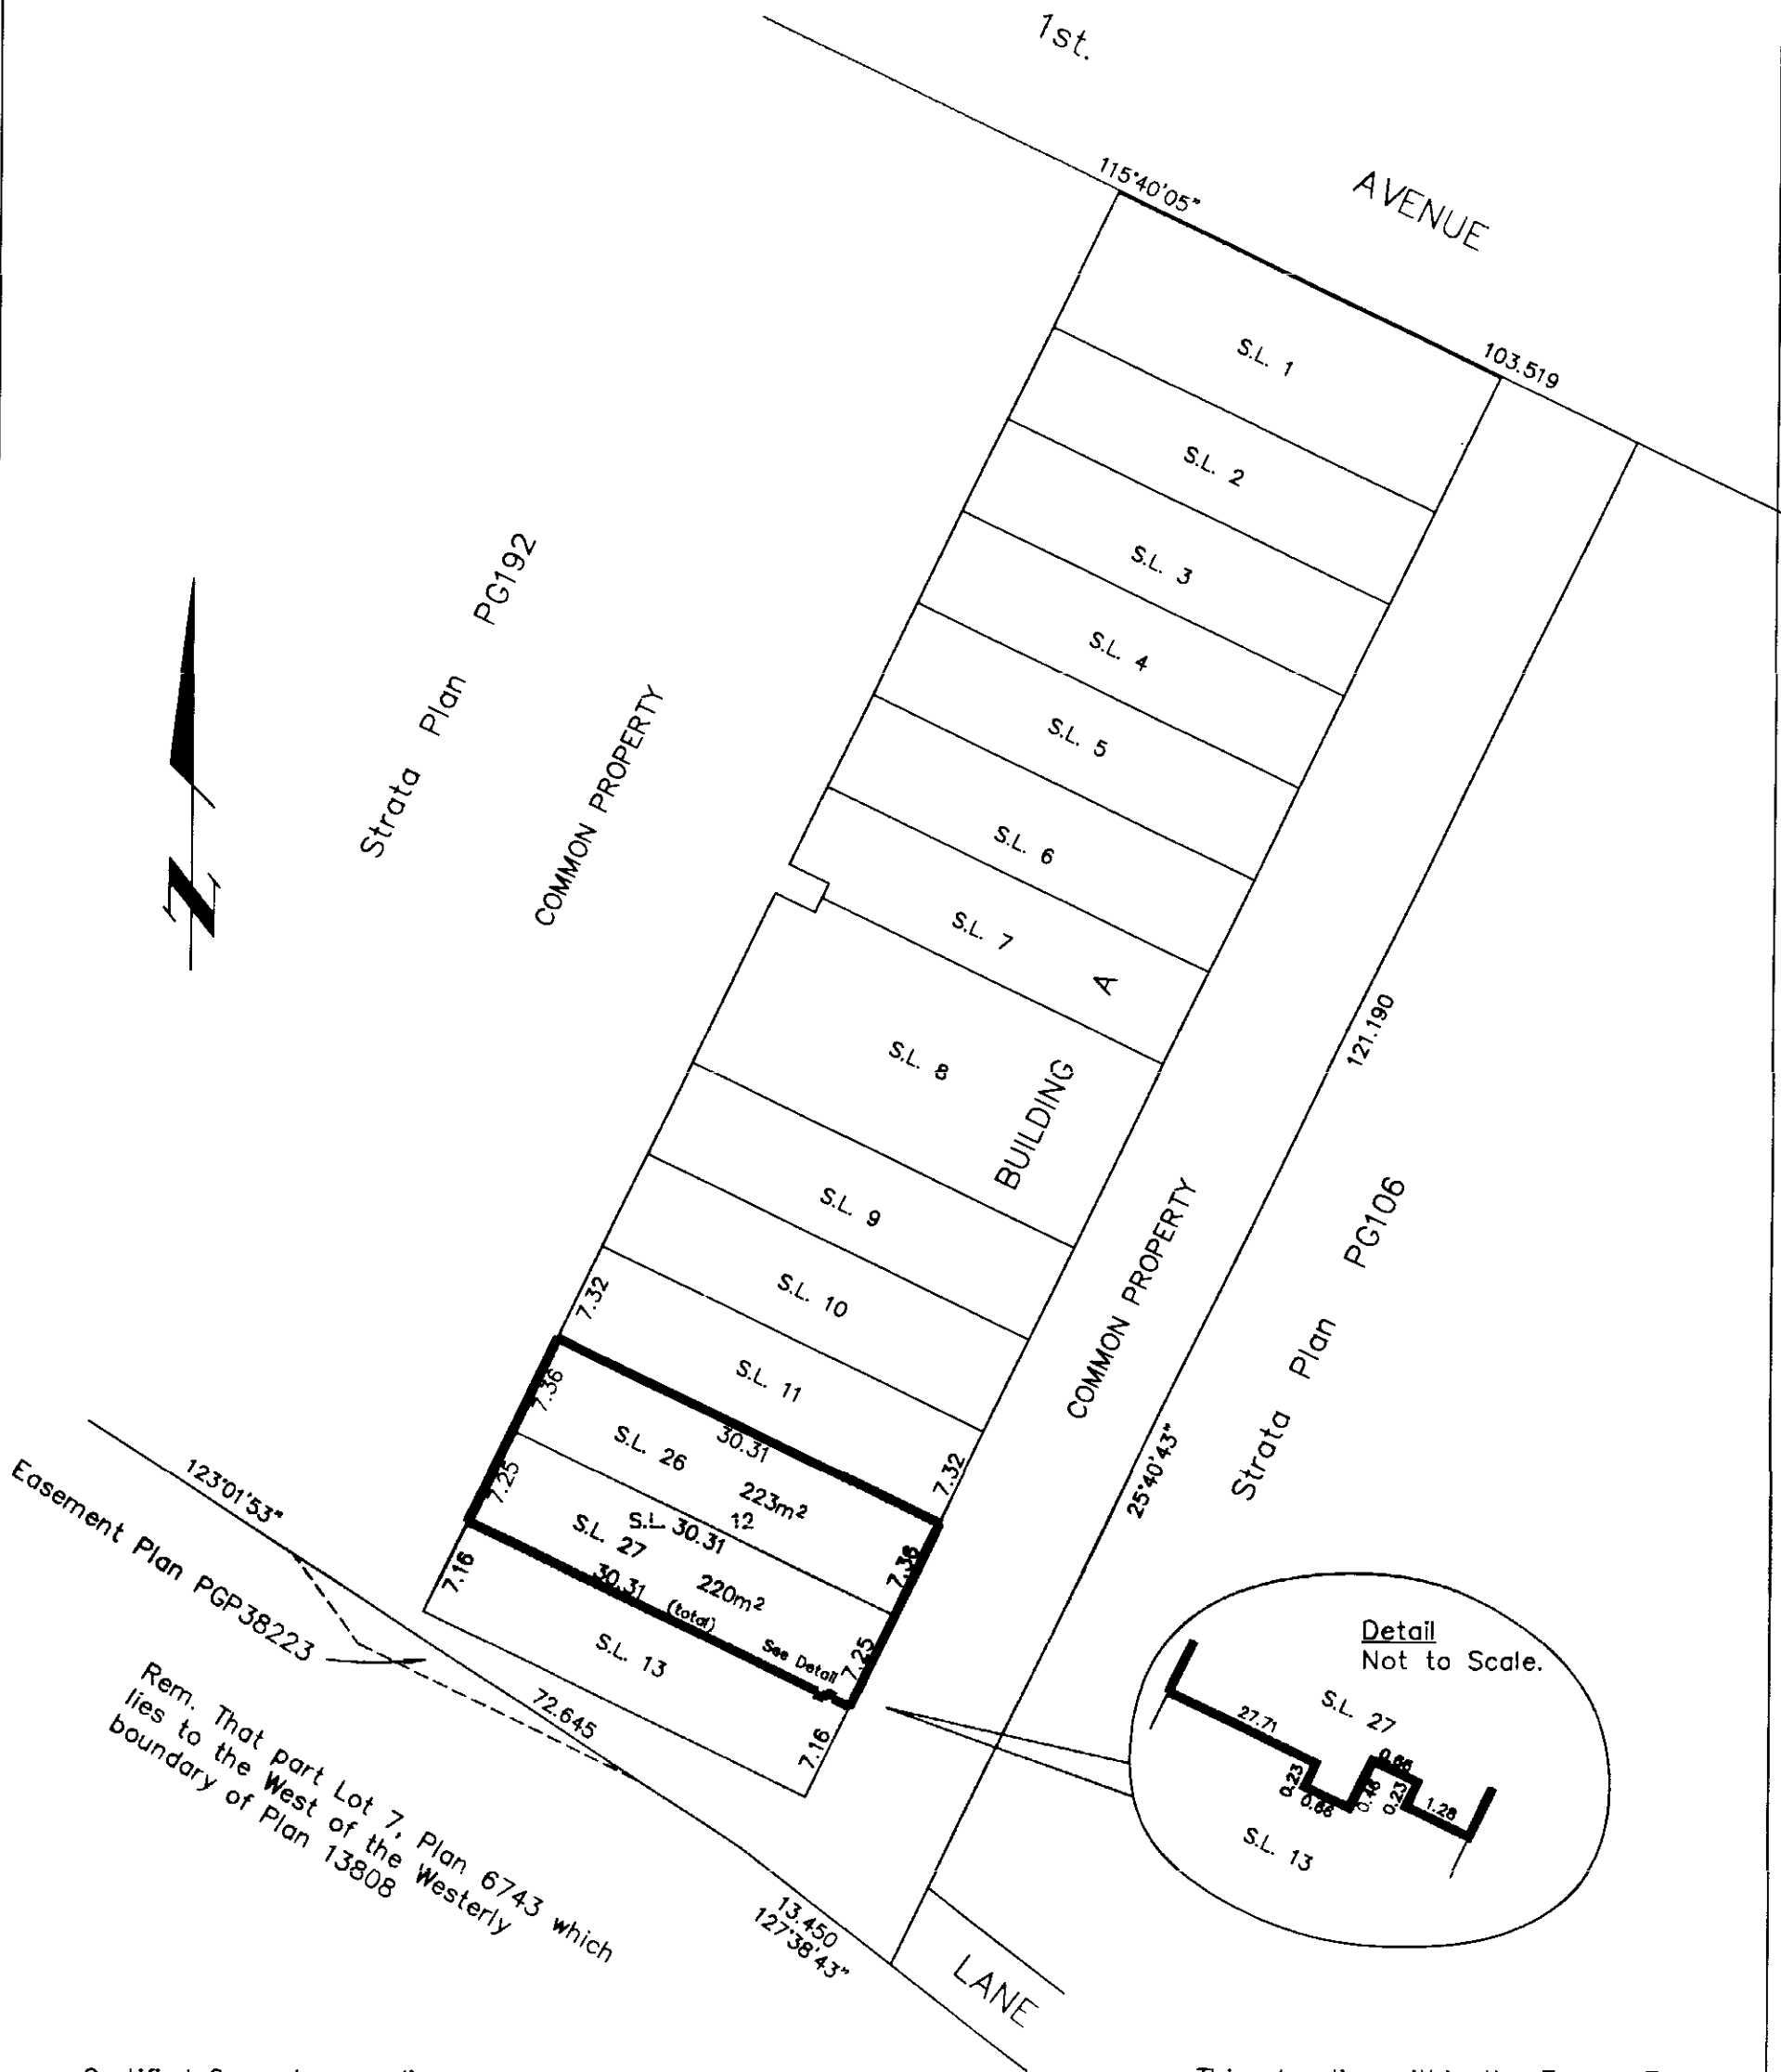 1st.
AVENUE
115°40'05"
103.519
S.L. 1
S.L. 2
S.L. 3
S.L. 4
S.L. 5
S.L. 6
S.L. 7
A
S.L. 8
BUILDING
S.L. 9
S.L. 10
S.L. 11
Strata Plan PG192
COMMON PROPERTY
121.190
Strata Plan PG106
COMMON PROPERTY
25°40'43"
7.32
7.36
30.31
7.32
S.L. 26
223m²
7.25
S.L. 12
30.31
7.36
S.L. 27
220m²
30.31
(total)
See Detail
7.25
7.16
S.L. 13
7.16
123°01'53"
Easement Plan PGP38223
72.645
Rem. That part Lot 7, Plan 6743 which
lies to the West of the Westerly
boundary of Plan 13808
13.450
127°38'43"
LANE
Detail
Not to Scale.
S.L. 27
27.71
0.23
0.68
0.46
0.23
1.28
S.L. 13